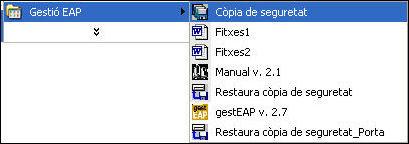 Gestió EAP
Còpia de seguretat
Fitxes1
Fitxes2
Manual v. 2.1
Restaura còpia de seguretat
gestEAP v. 2.7
Restaura còpia de seguretat_Porta